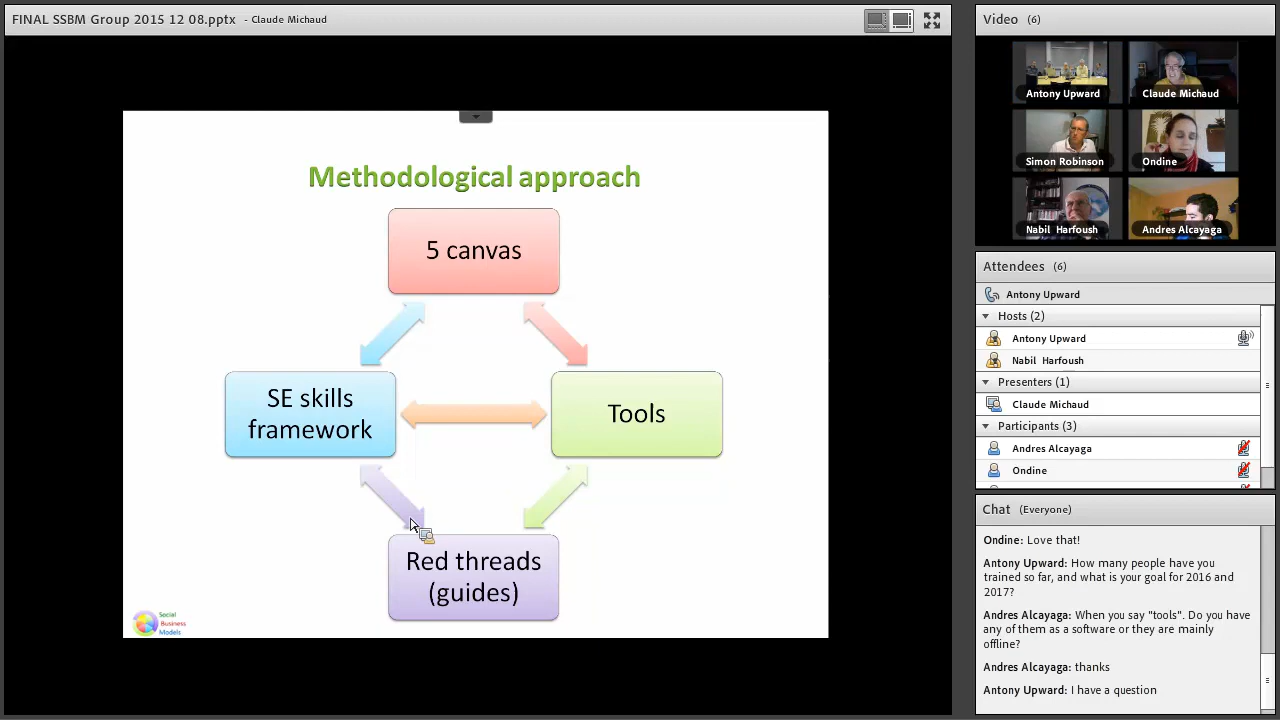 FINAL SSBM Group 2015 12 08.pptx - Claude Michaud
Methodological approach
5 canvas
SE skills
framework
Tools
Red threads
(guides)
Social
Business
Models
Video (6)
Antony Upward
Claude Michaud
Simon Robinson
Ondine
Nabil Harfoush
Andres Alcayaga
Attendees (6)
Antony Upward
Hosts (2)
Antony Upward
Nabil Harfoush
Presenters (1)
Claude Michaud
Participants (3)
Andres Alcayaga
Ondine
Chat (Everyone)
Ondine: Love that!
Antony Upward: How many people have you
trained so far, and what is your goal for 2016 and
2017?
Andres Alcayaga: When you say "tools". Do you have
any of them as a software or they are mainly
offline?
Andres Alcayaga: thanks
Antony Upward: I have a question